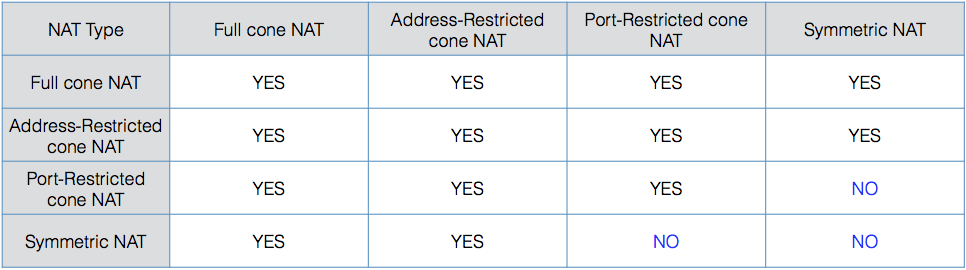 NAT Type Full cone NAT Address-Restricted cone NAT Port-Restricted cone NAT Symmetric NAT
Full cone NAT YES YES YES YES
Address-Restricted cone NAT YES YES YES YES
Port-Restricted cone NAT YES YES YES NO
Symmetric NAT YES YES NO NO